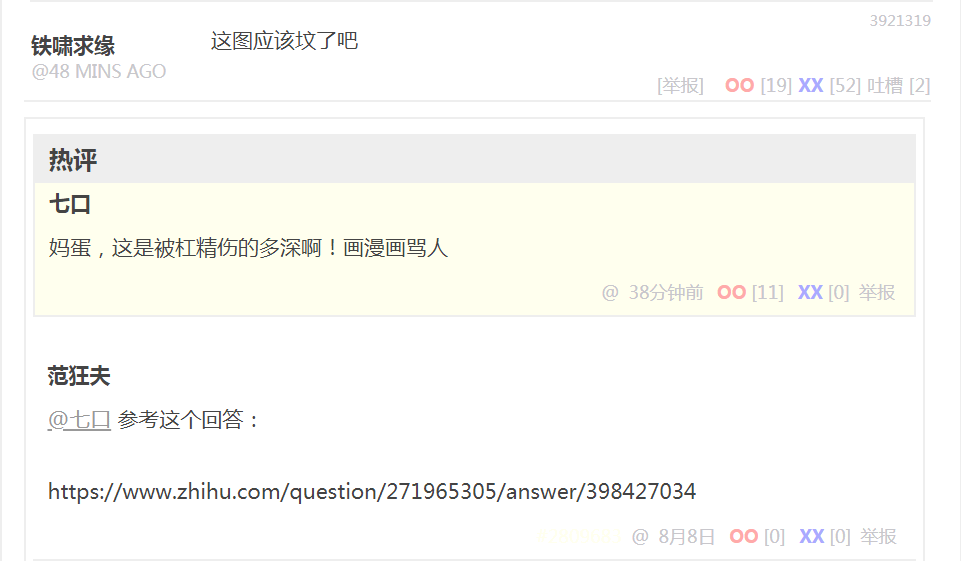 3921319
铁啸求缘
这图应该坟了吧
@48 MINS AGO
[举报] OO [19] XX [52] 吐槽 [2]
热评
七口
妈蛋，这是被杠精伤的多深啊！画漫画骂人
@ 38分钟前 OO [11] XX [0] 举报
范狂夫
@七口 参考这个回答：
https://www.zhihu.com/question/271965305/answer/398427034
@ 8月8日 OO [0] XX [0] 举报